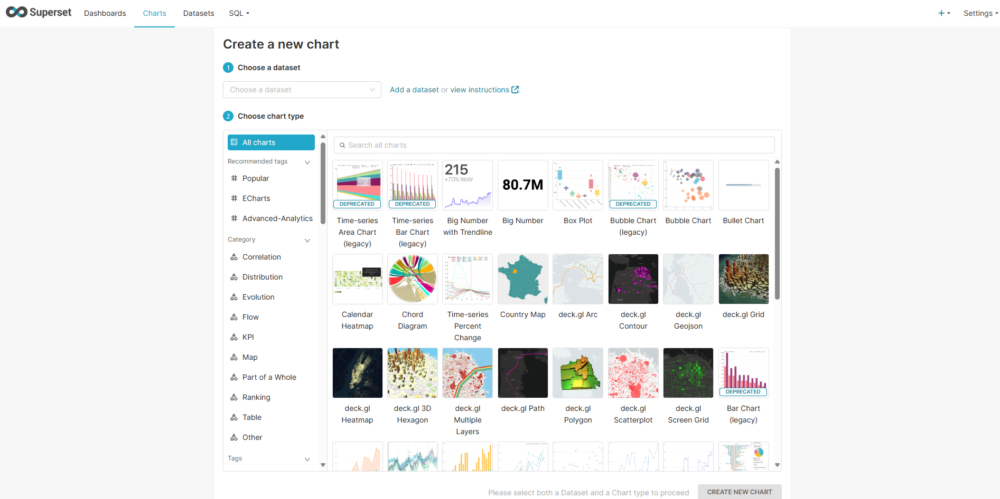 Superset
Dashboards
Charts
Datasets
SQL
Settings
Create a new chart
1 Choose a dataset
Choose a dataset
Add a dataset or view instructions.
2 Choose chart type
All charts
Recommended tags
Popular
ECharts
Advanced-Analytics
Category
Correlation
Distribution
Evolution
Flow
KPI
Map
Part of a Whole
Ranking
Table
Other
Tags
Search all charts
DEPRECATED
Time-series
Area Chart
(legacy)
DEPRECATED
Time-series
Bar Chart
(legacy)
215
+7.0% WoW
Big Number
with Trendline
80.7M
Big Number
Box Plot
DEPRECATED
Bubble Chart
(legacy)
Bubble Chart
Bullet Chart
Calendar
Heatmap
Chord
Diagram
Time-series
Percent
Change
Country Map
deck.gl Arc
deck.gl
Contour
deck.gl
Geojson
deck.gl Grid
deck.gl
Heatmap
deck.gl 3D
Hexagon
deck.gl
Multiple
Layers
deck.gl Path
deck.gl
Polygon
deck.gl
Scatterplot
deck.gl
Screen Grid
DEPRECATED
Bar Chart
(legacy)
Please select both a Dataset and a Chart type to proceed
CREATE NEW CHART